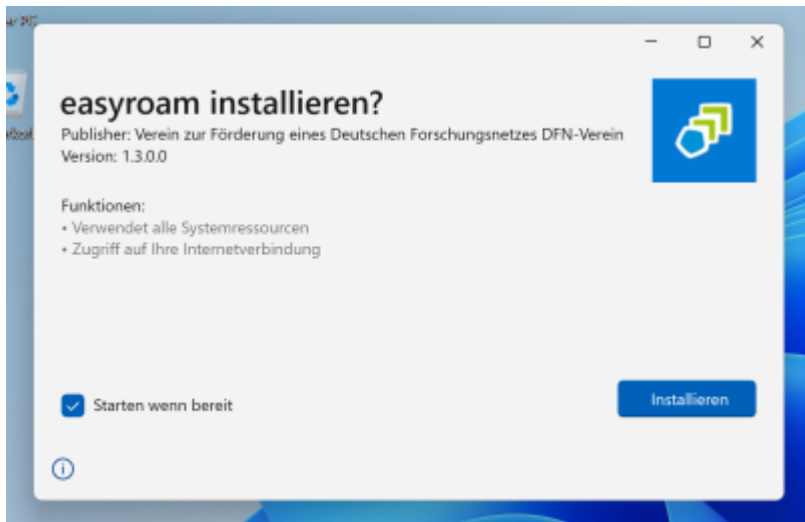 easyroam installieren?
Publisher: Verein zur Förderung eines Deutschen Forschungsnetzes DFN-Verein
Version: 1.3.0.0
Funktionen:
• Verwendet alle Systemressourcen
• Zugriff auf Ihre Internetverbindung
Starten wenn bereit
Installieren